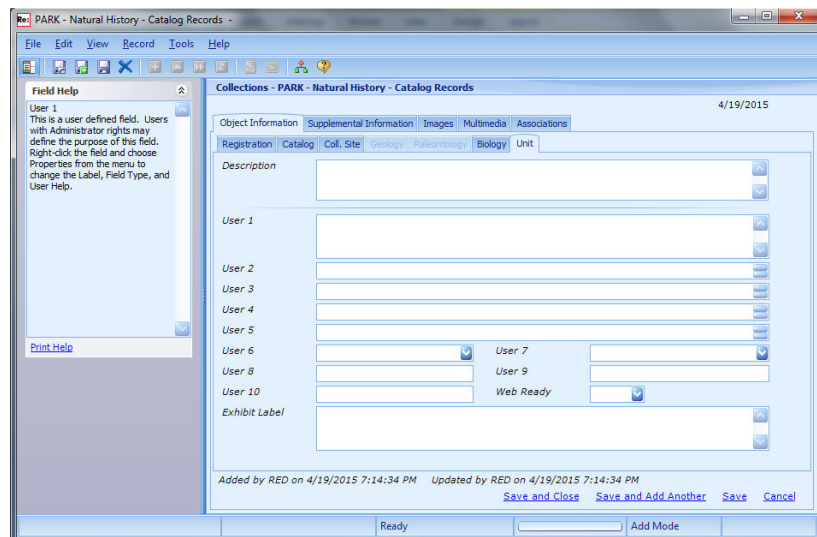 Re: PARK - Natural History - Catalog Records -
File Edit View Record Tools Help
Field Help
User 1
This is a user defined field. Users
with Administrator rights may
define the purpose of this field.
Right-click the field and choose
Properties from the menu to
change the Label, Field Type, and
User Help.
Print Help
Collections - PARK - Natural History - Catalog Records
4/19/2015
Object Information Supplemental Information Images Multimedia Associations
Registration Catalog Coll. Site Geology Paleontology Biology Unit
Description
User 1
User 2
User 3
User 4
User 5
User 6 User 7
User 8 User 9
User 10 Web Ready
Exhibit Label
Added by RED on 4/19/2015 7:14:34 PM Updated by RED on 4/19/2015 7:14:34 PM
Save and Close Save and Add Another Save Cancel
Ready Add Mode